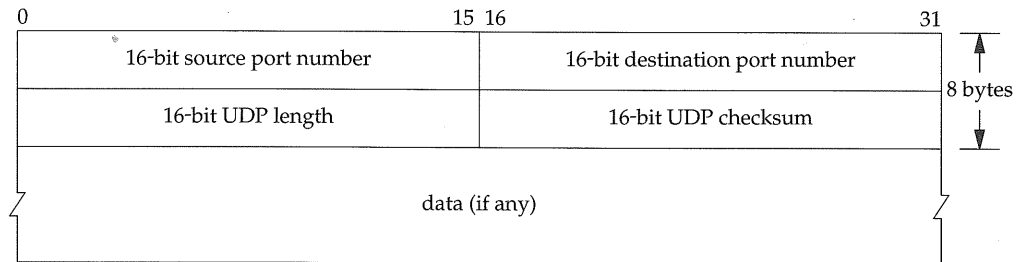 0 15 16 31
16-bit source port number 16-bit destination port number
8 bytes
16-bit UDP length 16-bit UDP checksum
data (if any)